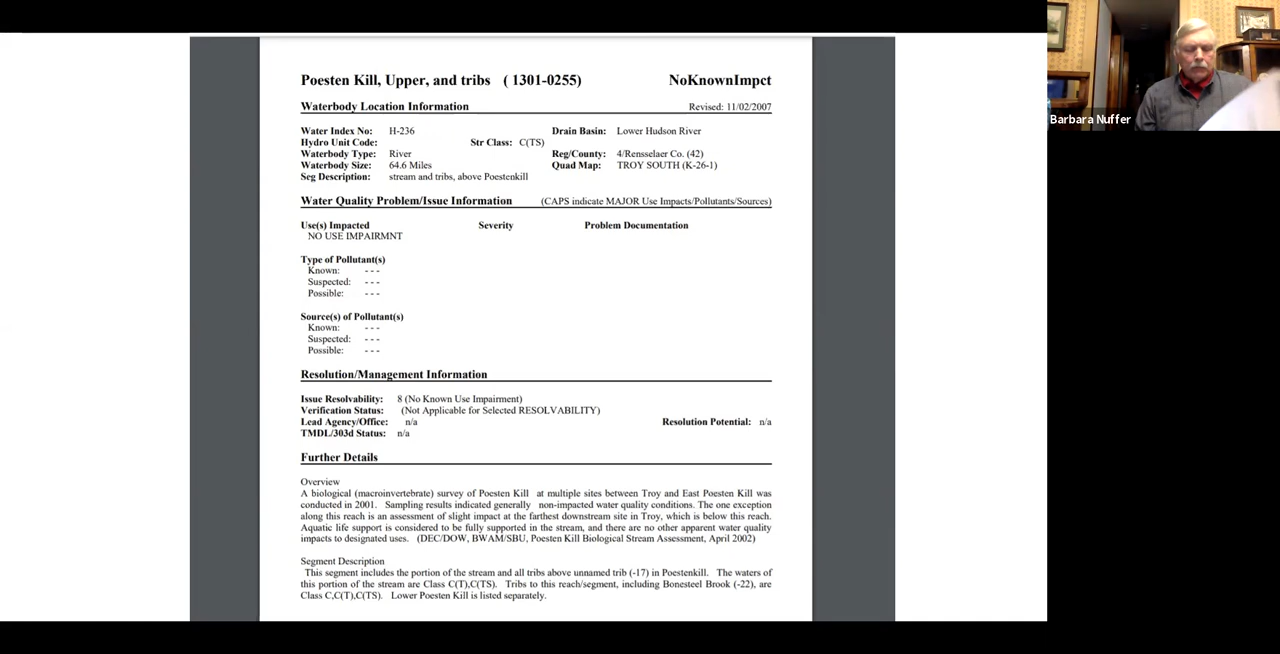 Poesten Kill, Upper, and tribs ( 1301-0255) NoKnownImpct
Waterbody Location Information Revised: 11/02/2007
Water Index No: H-236 Drain Basin: Lower Hudson River
Hydro Unit Code: Str Class: C(TS)
Waterbody Type: River Reg/County: 4/Rensselaer Co. (42)
Waterbody Size: 64.6 Miles Quad Map: TROY SOUTH (K-26-1)
Seg Description: stream and tribs, above Poestenkill
Water Quality Problem/Issue Information (CAPS indicate MAJOR Use Impacts/Pollutants/Sources)
Use(s) Impacted Severity Problem Documentation
NO USE IMPAIRMNT
Type of Pollutant(s)
Known: - - -
Suspected: - - -
Possible: - - -
Source(s) of Pollutant(s)
Known: - - -
Suspected: - - -
Possible: - - -
Resolution/Management Information
Issue Resolvability: 8 (No Known Use Impairment)
Verification Status: (Not Applicable for Selected RESOLVABILITY)
Lead Agency/Office: n/a Resolution Potential: n/a
TMDL/303d Status: n/a
Further Details
Overview
A biological (macroinvertebrate) survey of Poesten Kill at multiple sites between Troy and East Poesten Kill was
conducted in 2001. Sampling results indicated generally non-impacted water quality conditions. The one exception
along this reach is an assessment of slight impact at the farthest downstream site in Troy, which is below this reach.
Aquatic life support is considered to be fully supported in the stream, and there are no other apparent water quality
impacts to designated uses. (DEC/DOW, BWAM/SBU, Poesten Kill Biological Stream Assessment, April 2002)
Segment Description
This segment includes the portion of the stream and all tribs above unnamed trib (-17) in Poestenkill. The waters of
this portion of the stream are Class C(T),C(TS). Tribs to this reach/segment, including Bonesteel Brook (-22), are
Class C,C(T),C(TS). Lower Poesten Kill is listed separately.
Barbara Nuffer